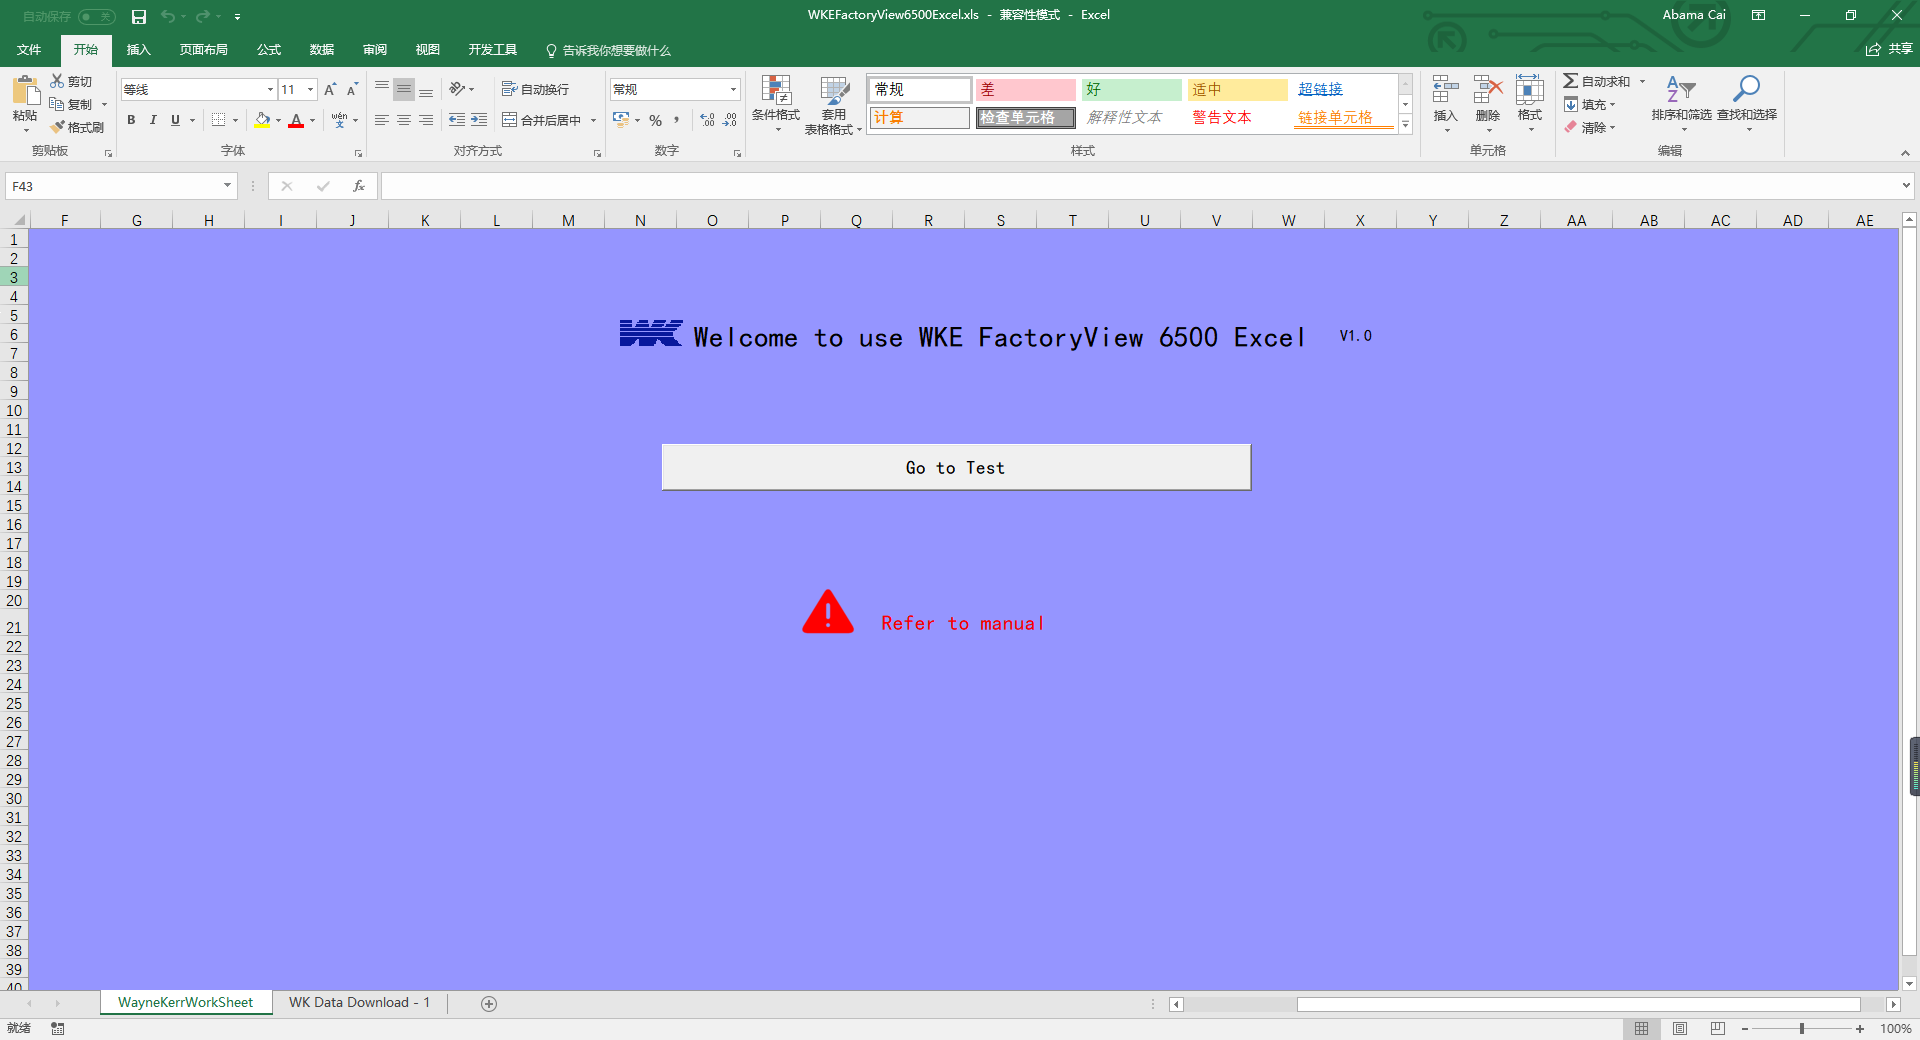 自动保存 关
WKEFactoryView6500Excel.xls - 兼容性模式 - Excel
Abama Cai
文件 开始 插入 页面布局 公式 数据 审阅 视图 开发工具 告诉我你想要做什么
共享
粘贴
剪切
复制
格式刷
剪贴板
等线 11
B I U A wén 文
字体
自动换行
合并后居中
对齐方式
常规
% ,
数字
条件格式
套用
表格格式
常规 差 好 适中 超链接
计算 检查单元格 解释性文本 警告文本 链接单元格
样式
插入 删除 格式
单元格
自动求和
填充
清除
排序和筛选 查找和选择
编辑
F43
fx
F G H I J K L M N O P Q R S T U V W X Y Z AA AB AC AD AE
1
2
3
4
5
6
7
8
9
10
11
12
13
14
15
16
17
18
19
20
21
22
23
24
25
26
27
28
29
30
31
32
33
34
35
36
37
38
39
40
WK Welcome to use WKE FactoryView 6500 Excel V1.0
Go to Test
Refer to manual
WayneKerrWorkSheet WK Data Download - 1
就绪
100%